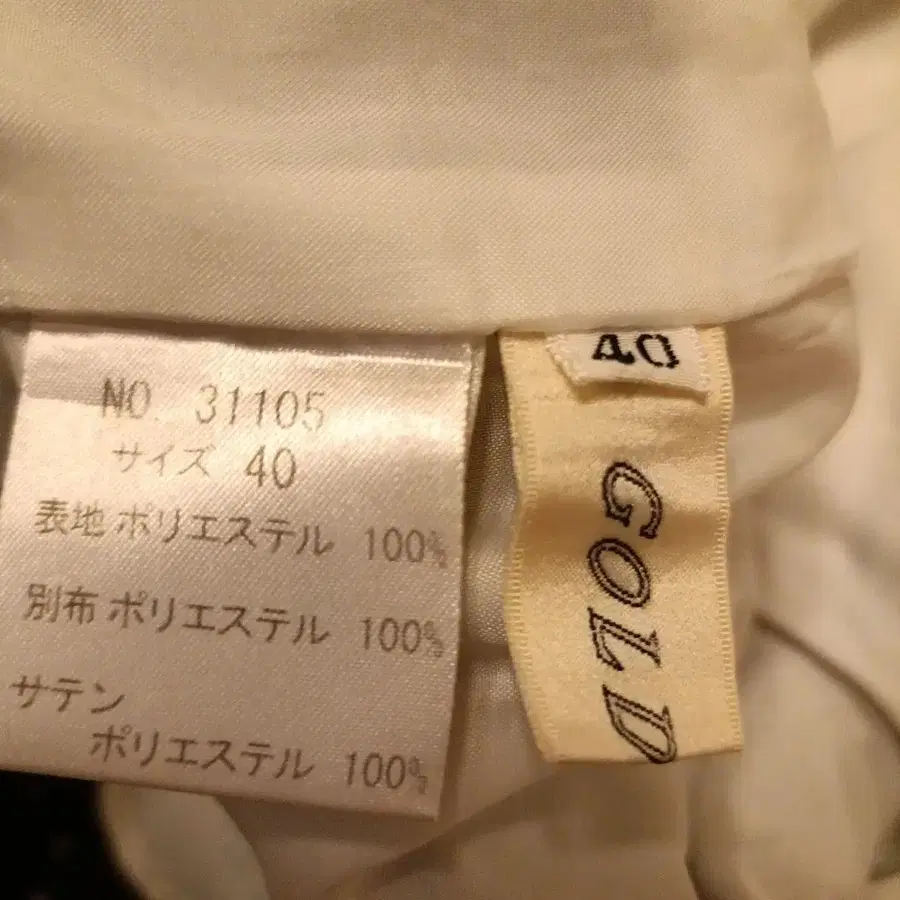 NO. 31105
サイズ 40
表地 ポリエステル 100%
別布 ポリエステル 100%
サテン
ポリエステル 100%
40
GOLD